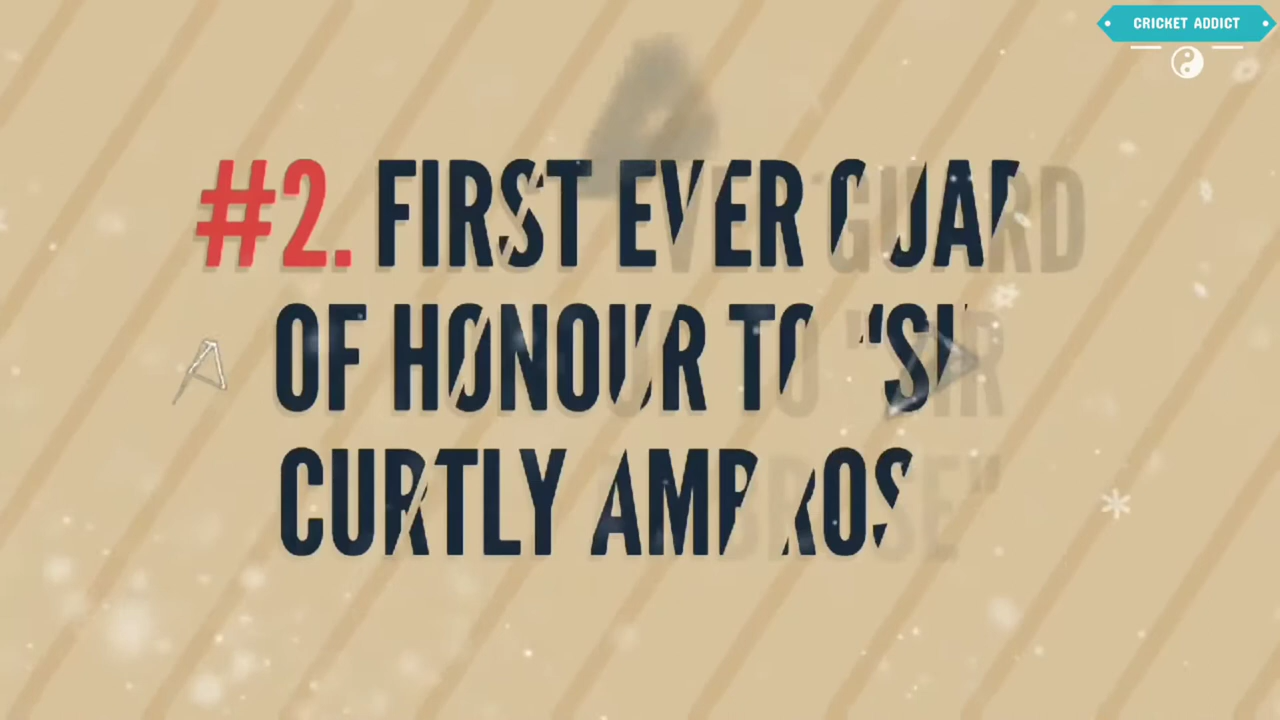 CRICKET ADDICT
#2. FIRST EVER GUARD
OF HONOUR TO "SIR
CURTLY AMBROSE"